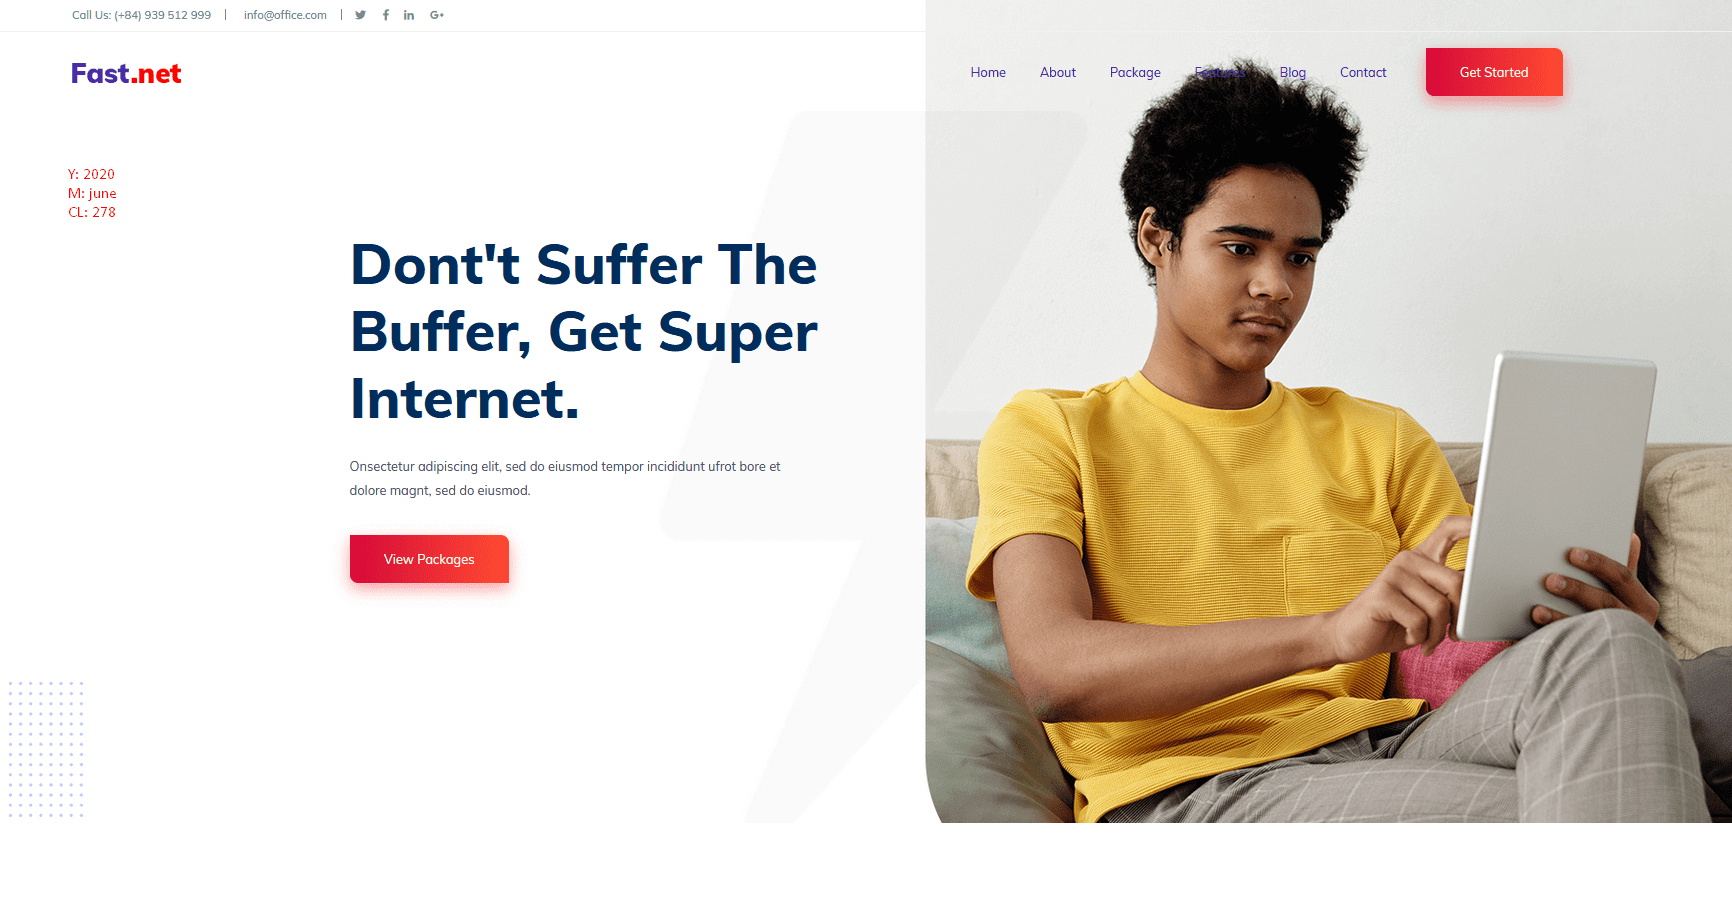 Call Us: (+84) 939 512 999 | info@office.com |
Fast.net
Home About Package Features Blog Contact Get Started
Y: 2020
M: june
CL: 278
Dont't Suffer The
Buffer, Get Super
Internet.
Onsectetur adipiscing elit, sed do eiusmod tempor incididunt ufrot bore et
dolore magnt, sed do eiusmod.
View Packages